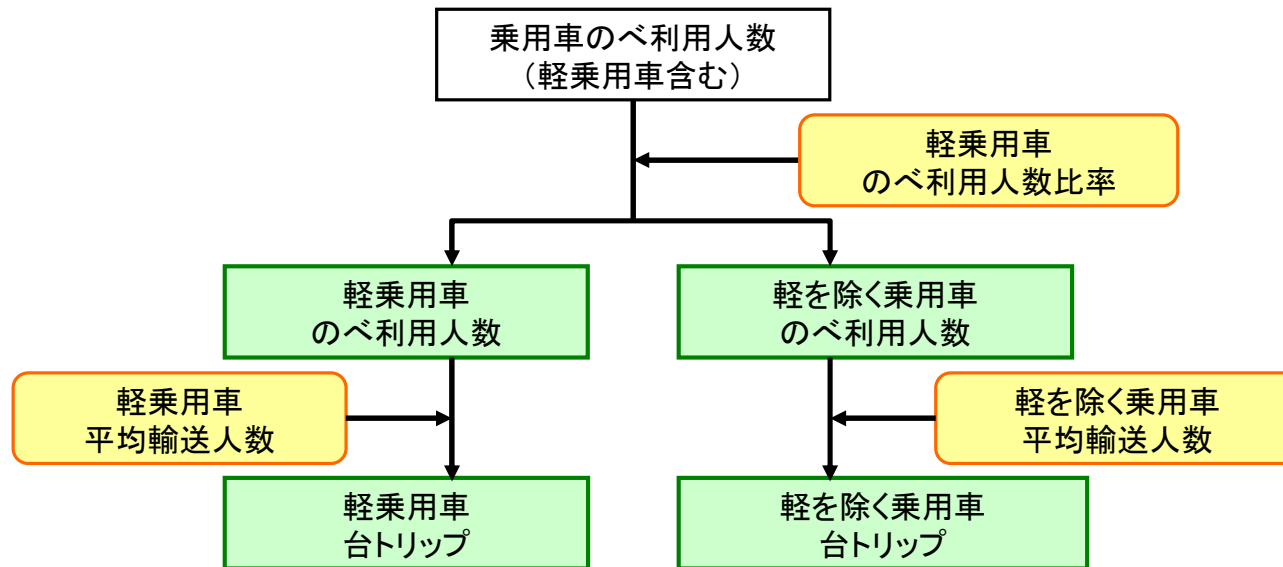 乗用車のべ利用人数
（軽乗用車含む）
軽乗用車
のべ利用人数比率
軽乗用車
のべ利用人数
軽を除く乗用車
のべ利用人数
軽乗用車
平均輸送人数
軽を除く乗用車
平均輸送人数
軽乗用車
台トリップ
軽を除く乗用車
台トリップ